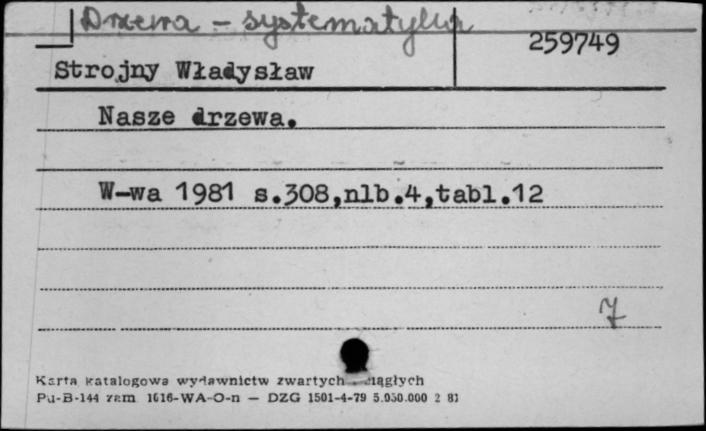 Drzewa - systematyka
259749
Strojny Władysław
Nasze drzewa.
W-wa 1981 s.308,nlb.4,tabl.12
7
Karta katalogowa wydawnictw zwartych i ciągłych
Pu-B-144 zam. 1616-WA-O-n — DZG 1501-4-79 5.050.000 2 81